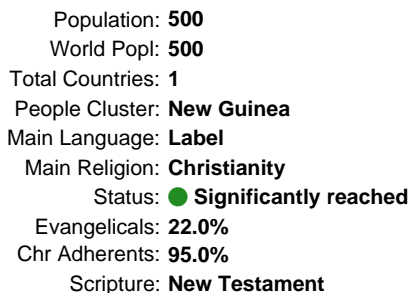 Population: 500
World Popl: 500
Total Countries: 1
People Cluster: New Guinea
Main Language: Label
Main Religion: Christianity
Status: Significantly reached
Evangelicals: 22.0%
Chr Adherents: 95.0%
Scripture: New Testament